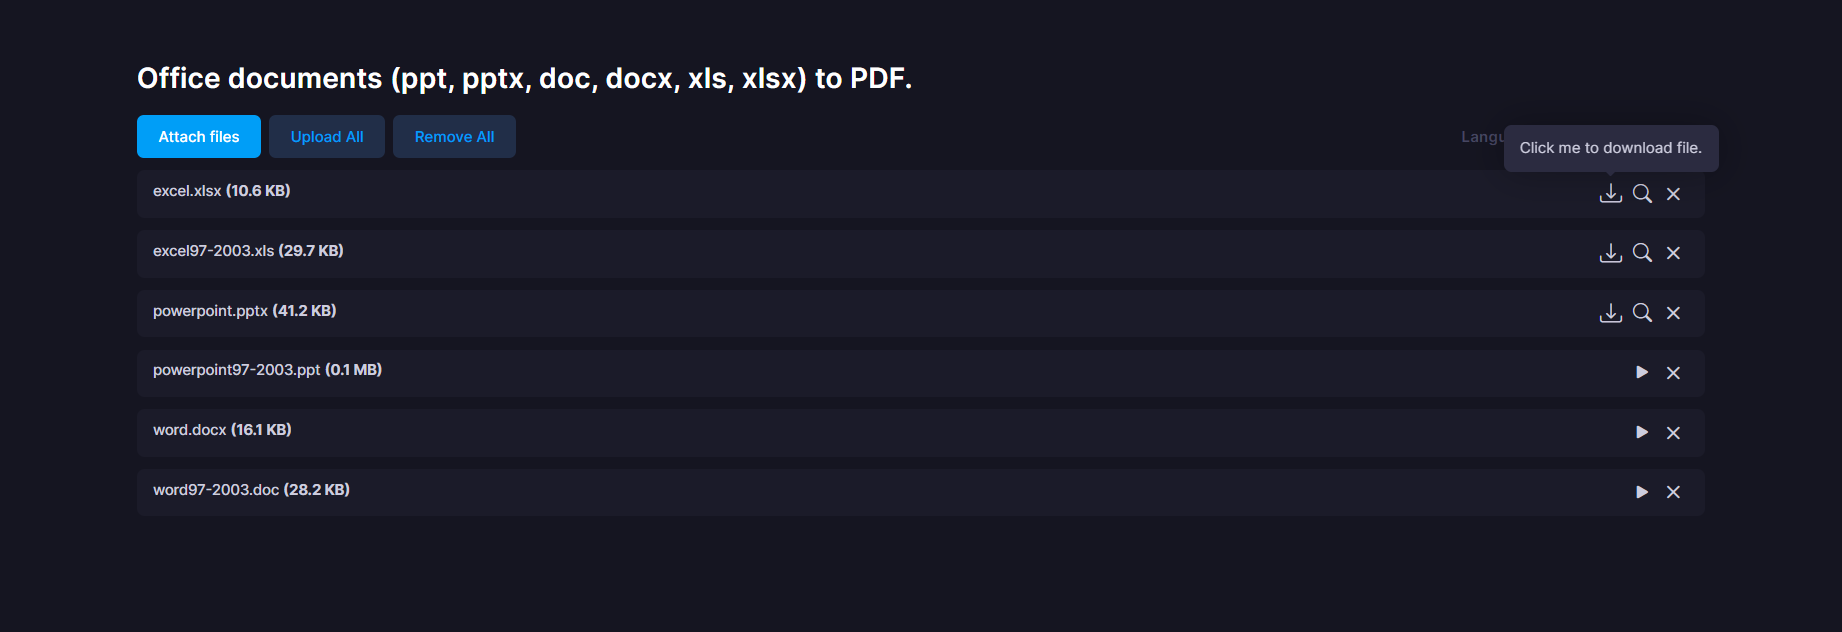 Office documents (ppt, pptx, doc, docx, xls, xlsx) to PDF.
Attach files
Upload All
Remove All
Click me to download file.
excel.xlsx (10.6 KB)
excel97-2003.xls (29.7 KB)
powerpoint.pptx (41.2 KB)
powerpoint97-2003.ppt (0.1 MB)
word.docx (16.1 KB)
word97-2003.doc (28.2 KB)